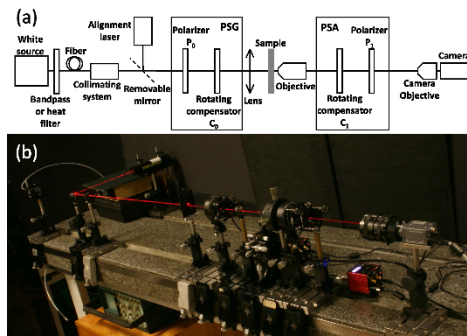 (a)
White
source
Bandpass
or heat
filter
Fiber
Collimating
system
Alignment
laser
Removable
mirror
PSG
Polarizer
P0
Rotating
compensator
C0
Lens
Sample
Objective
PSA
Polarizer
P1
Rotating
compensator
C1
Camera
Objective
Camera
(b)